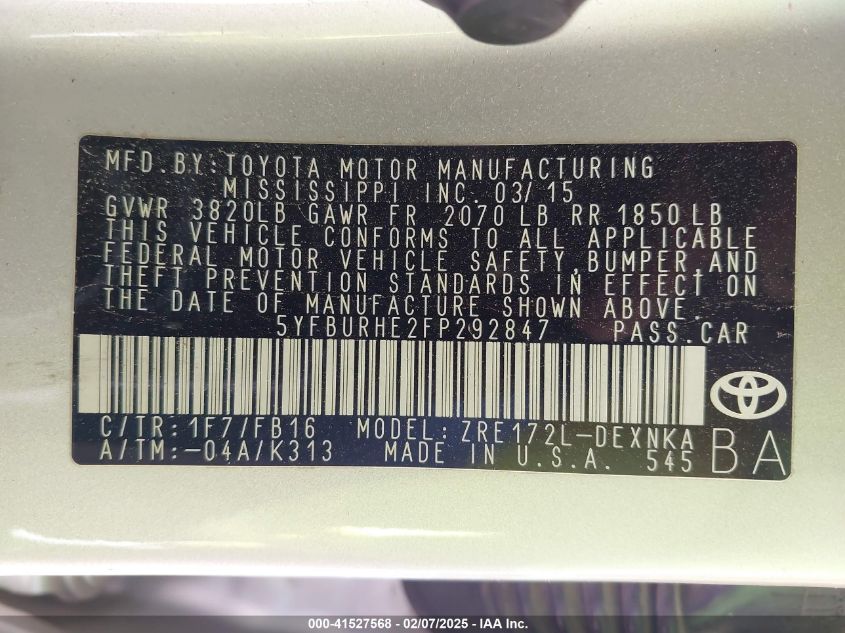 MFD.BY:TOYOTA MOTOR MANUFACTURING
MISSISSIPPI INC. 03/15
GVWR 3820LB GAWR FR 2070 LB RR 1850 LB
THIS VEHICLE CONFORMS TO ALL APPLICABLE
FEDERAL MOTOR VEHICLE SAFETY,BUMPER,AND
THEFT PREVENTION STANDARDS IN EFFECT ON
THE DATE OF MANUFACTURE SHOWN ABOVE.
5YFBURHE2FP292847 PASS.CAR
C/TR:1F7/FB16 MODEL:ZRE172L-DEXNKA
A/TM:-04A/K313 MADE IN U.S.A. 545 BA
000-41527568 - 02/07/2025 - IAA Inc.